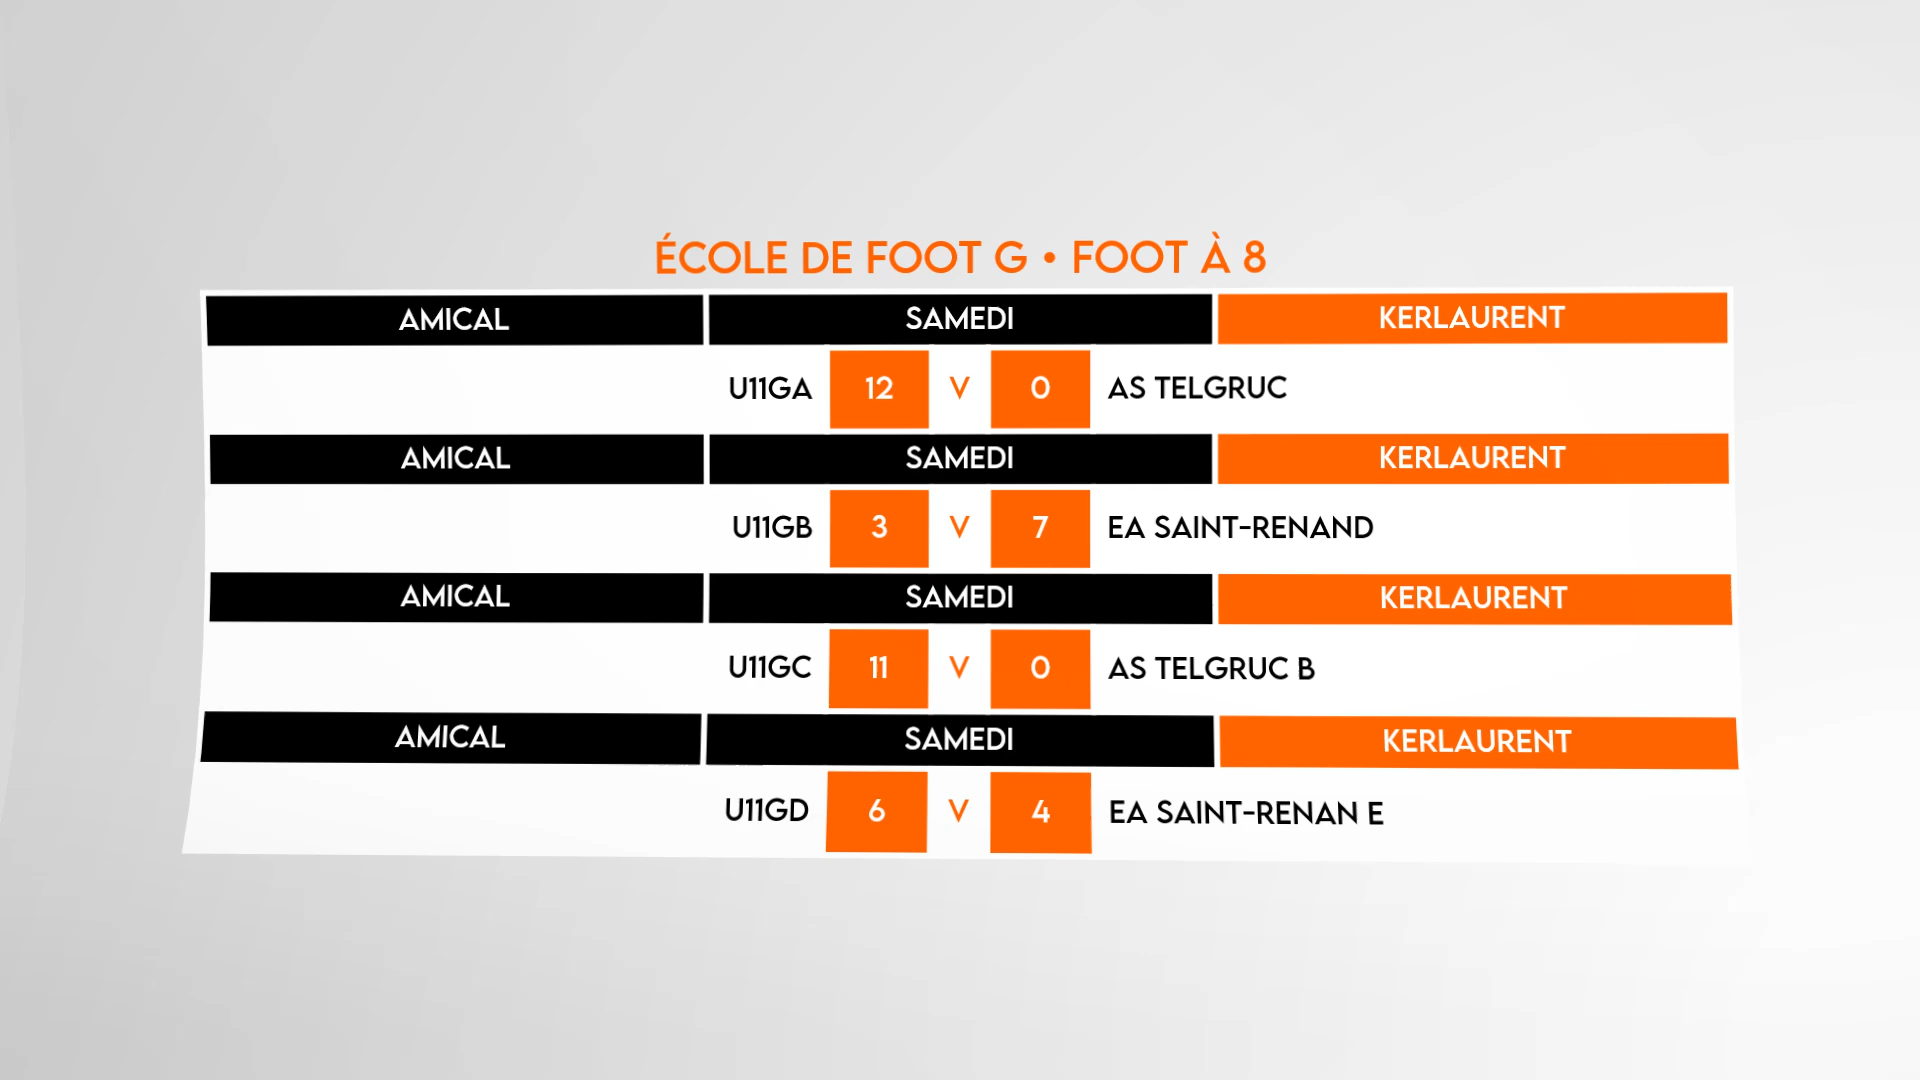 ÉCOLE DE FOOT G • FOOT À 8
AMICAL SAMEDI KERLAURENT
U11GA 12 V 0 AS TELGRUC
AMICAL SAMEDI KERLAURENT
U11GB 3 V 7 EA SAINT-RENAND
AMICAL SAMEDI KERLAURENT
U11GC 11 V 0 AS TELGRUC B
AMICAL SAMEDI KERLAURENT
U11GD 6 V 4 EA SAINT-RENAN E